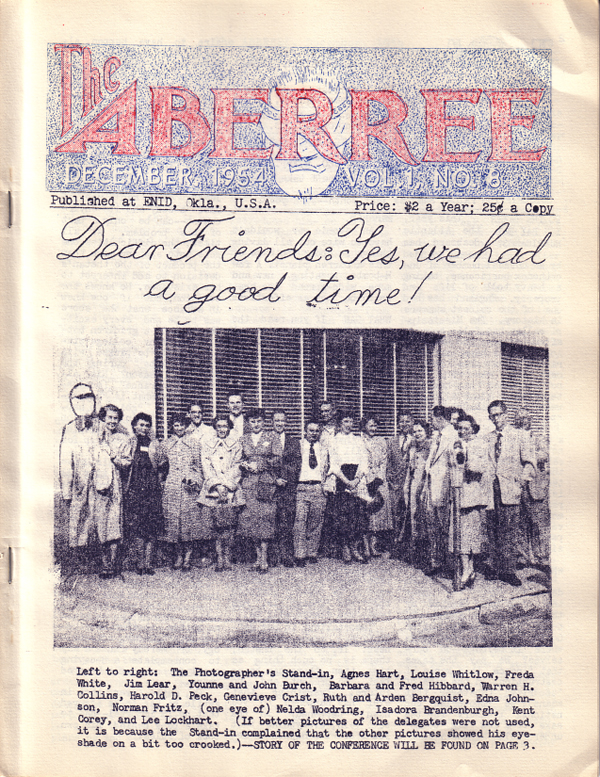 The
ABERREE
DECEMBER, 1954 VOL. 1, NO. 8
Published at ENID, Okla., U.S.A. Price: $2 a Year; 25¢ a Copy
Dear Friends: Yes, we had
a good time!
Left to right: The Photographer's Stand-in, Agnes Hart, Louise Whitlow, Freda
White, Jim Lear, Younne and John Burch, Barbara and Fred Hibbard, Warren H.
Collins, Harold D. Peck, Genevieve Crist, Ruth and Arden Bergquist, Edna John-
son, Norman Fritz, (one eye of) Nelda Woodring, Isadora Brandenburgh, Kent
Corey, and Lee Lockhart. (If better pictures of the delegates were not used,
it is because the Stand-in complained that the other pictures showed his eye-
shade on a bit too crooked.)--STORY OF THE CONFERENCE WILL BE FOUND ON PAGE 3.